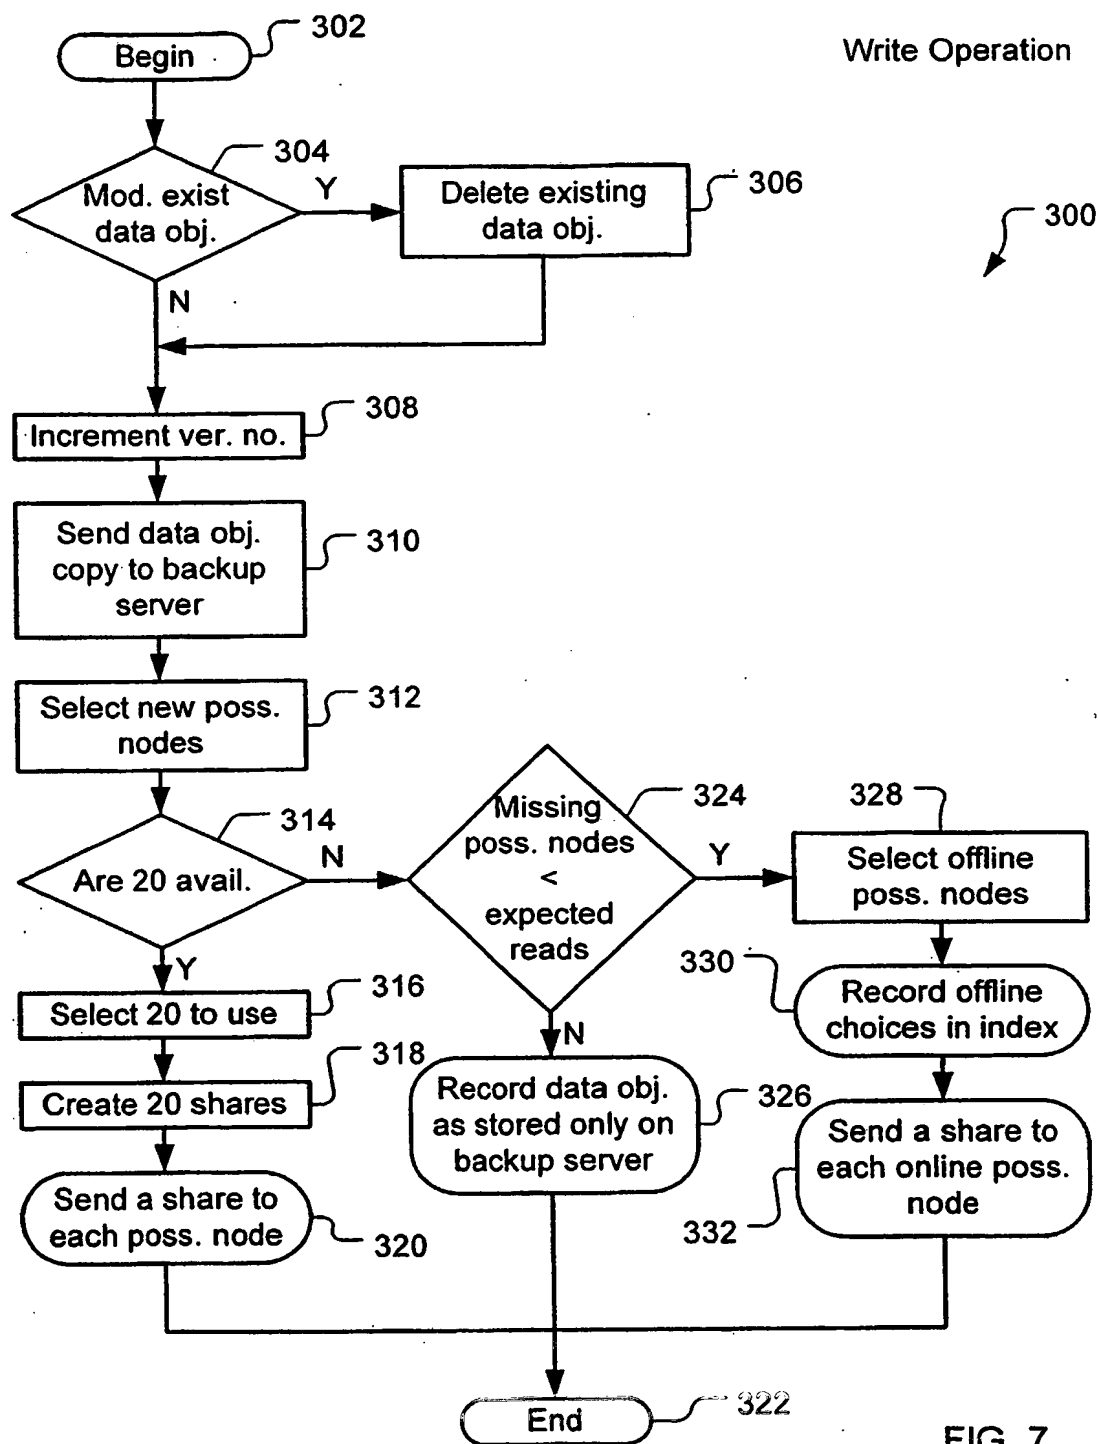 302
Begin
Write Operation
304
Mod. exist
data obj.
Y
Delete existing
data obj.
306
300
N
308
Increment ver. no.
Send data obj.
copy to backup
server
310
Select new poss.
nodes
312
314
Are 20 avail.
N
Missing
poss. nodes
<
expected
reads
324
Y
328
Select offline
poss. nodes
Y
Select 20 to use
316
330
Record offline
choices in index
N
318
Create 20 shares
Record data obj.
as stored only on
backup server
326
Send a share to
each online poss.
node
332
Send a share to
each poss. node
320
End
322
FIG. 7